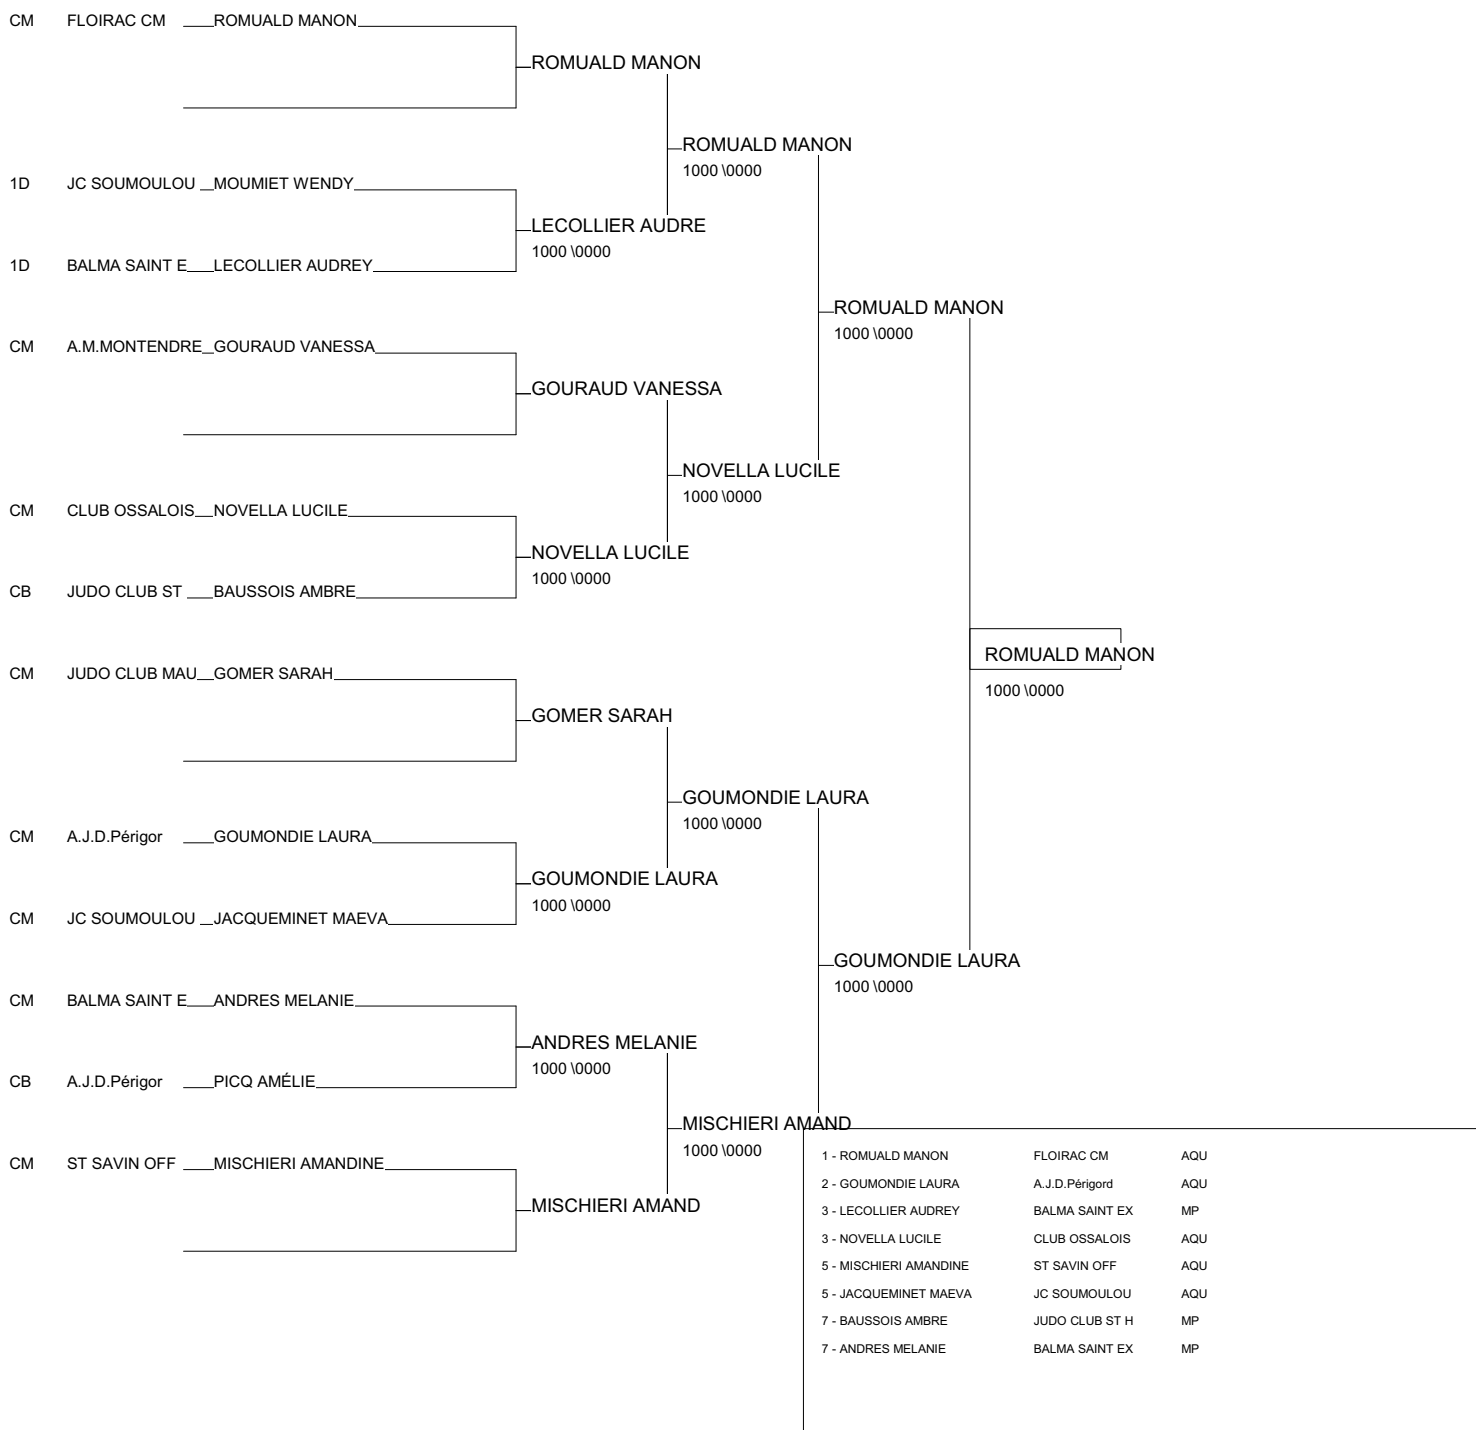 CM FLOIRAC CM ROMUALD MANON
ROMUALD MANON
ROMUALD MANON
1000 \0000
1D JC SOUMOULOU MOUMIET WENDY
LECOLLIER AUDRE
1000 \0000
1D BALMA SAINT E LECOLLIER AUDREY
ROMUALD MANON
1000 \0000
CM A.M.MONTENDRE GOURAUD VANESSA
GOURAUD VANESSA
NOVELLA LUCILE
1000 \0000
CM CLUB OSSALOIS NOVELLA LUCILE
NOVELLA LUCILE
1000 \0000
CB JUDO CLUB ST BAUSSOIS AMBRE
ROMUALD MANON
1000 \0000
CM JUDO CLUB MAU GOMER SARAH
GOMER SARAH
GOUMONDIE LAURA
1000 \0000
CM A.J.D.Périgor GOUMONDIE LAURA
GOUMONDIE LAURA
1000 \0000
CM JC SOUMOULOU JACQUEMINET MAEVA
GOUMONDIE LAURA
1000 \0000
CM BALMA SAINT E ANDRES MELANIE
ANDRES MELANIE
1000 \0000
CB A.J.D.Périgor PICQ AMÉLIE
MISCHIERI AMAND
1000 \0000
CM ST SAVIN OFF MISCHIERI AMANDINE
MISCHIERI AMAND
1 - ROMUALD MANON FLOIRAC CM AQU
2 - GOUMONDIE LAURA A.J.D.Périgord AQU
3 - LECOLLIER AUDREY BALMA SAINT EX MP
3 - NOVELLA LUCILE CLUB OSSALOIS AQU
5 - MISCHIERI AMANDINE ST SAVIN OFF AQU
5 - JACQUEMINET MAEVA JC SOUMOULOU AQU
7 - BAUSSOIS AMBRE JUDO CLUB ST H MP
7 - ANDRES MELANIE BALMA SAINT EX MP